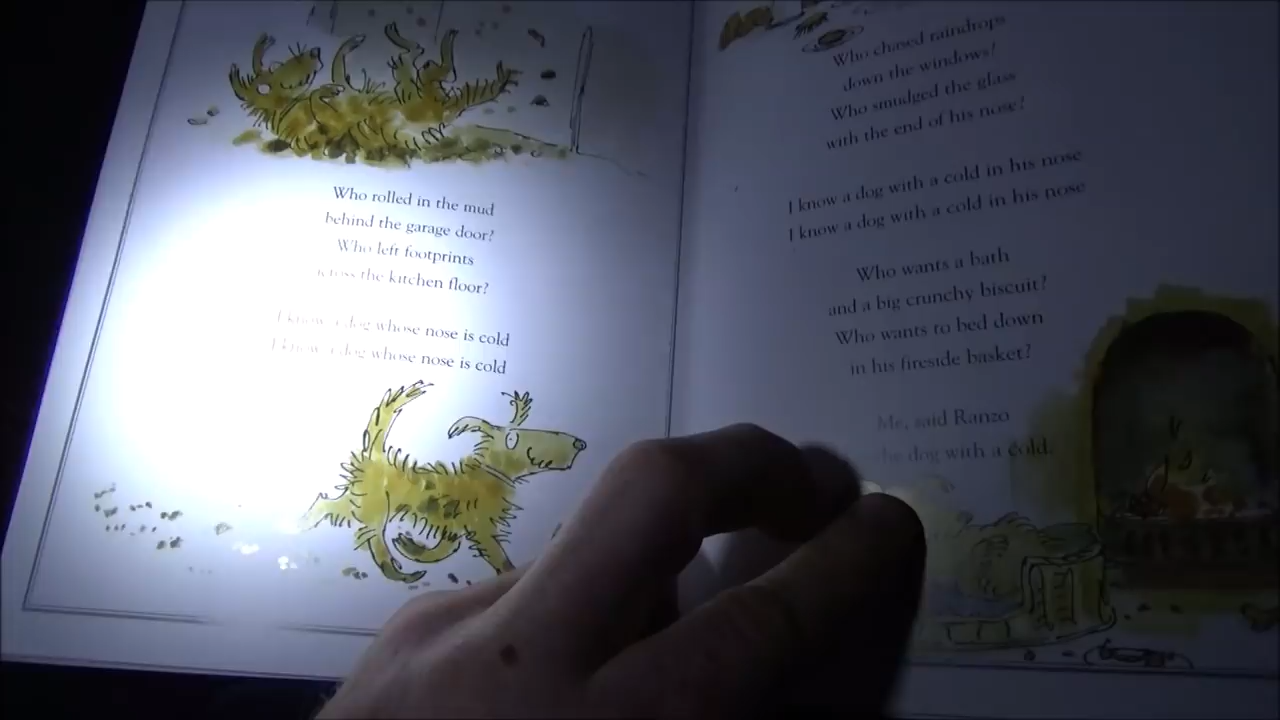 Who rolled in the mud
behind the garage door?
Who left footprints
across the kitchen floor?
I know a dog whose nose is cold
I know a dog whose nose is cold
Who chased raindrops
down the windows?
Who smudged the glass
with the end of his nose?
I know a dog with a cold in his nose
I know a dog with a cold in his nose
Who wants a bath
and a big crunchy biscuit?
Who wants to bed down
in his fireside basket?
Me, said Ranzo
the dog with a cold.